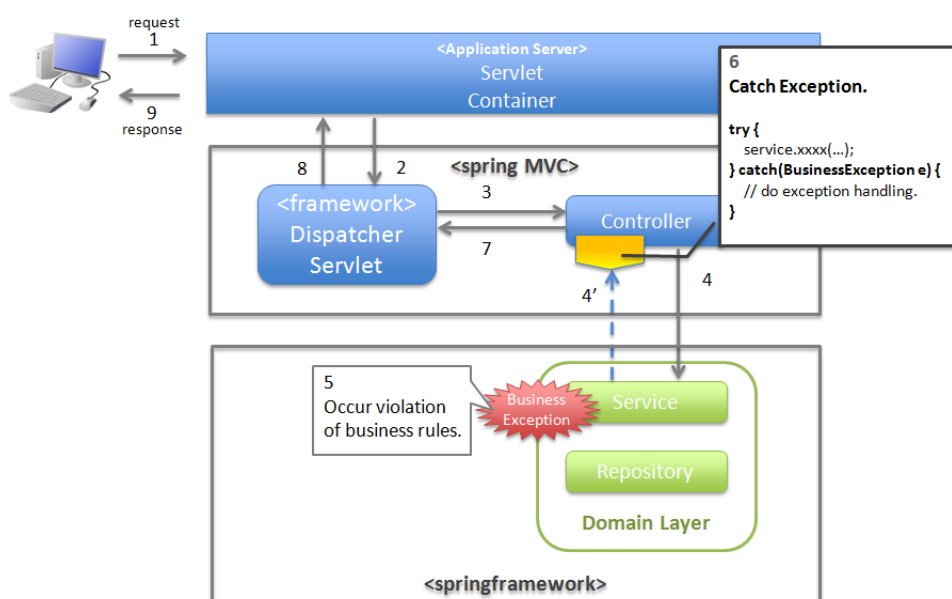 request
1
9
response
<Application Server>
Servlet
Container
6
Catch Exception.
try {
service.xxxx(...);
} catch(BusinessException e) {
// do exception handling.
}
8
2
<spring MVC>
<framework>
Dispatcher
Servlet
3
7
Controller
4'
4
5
Occur violation
of business rules.
Business
Exception
Service
Repository
Domain Layer
<springframework>